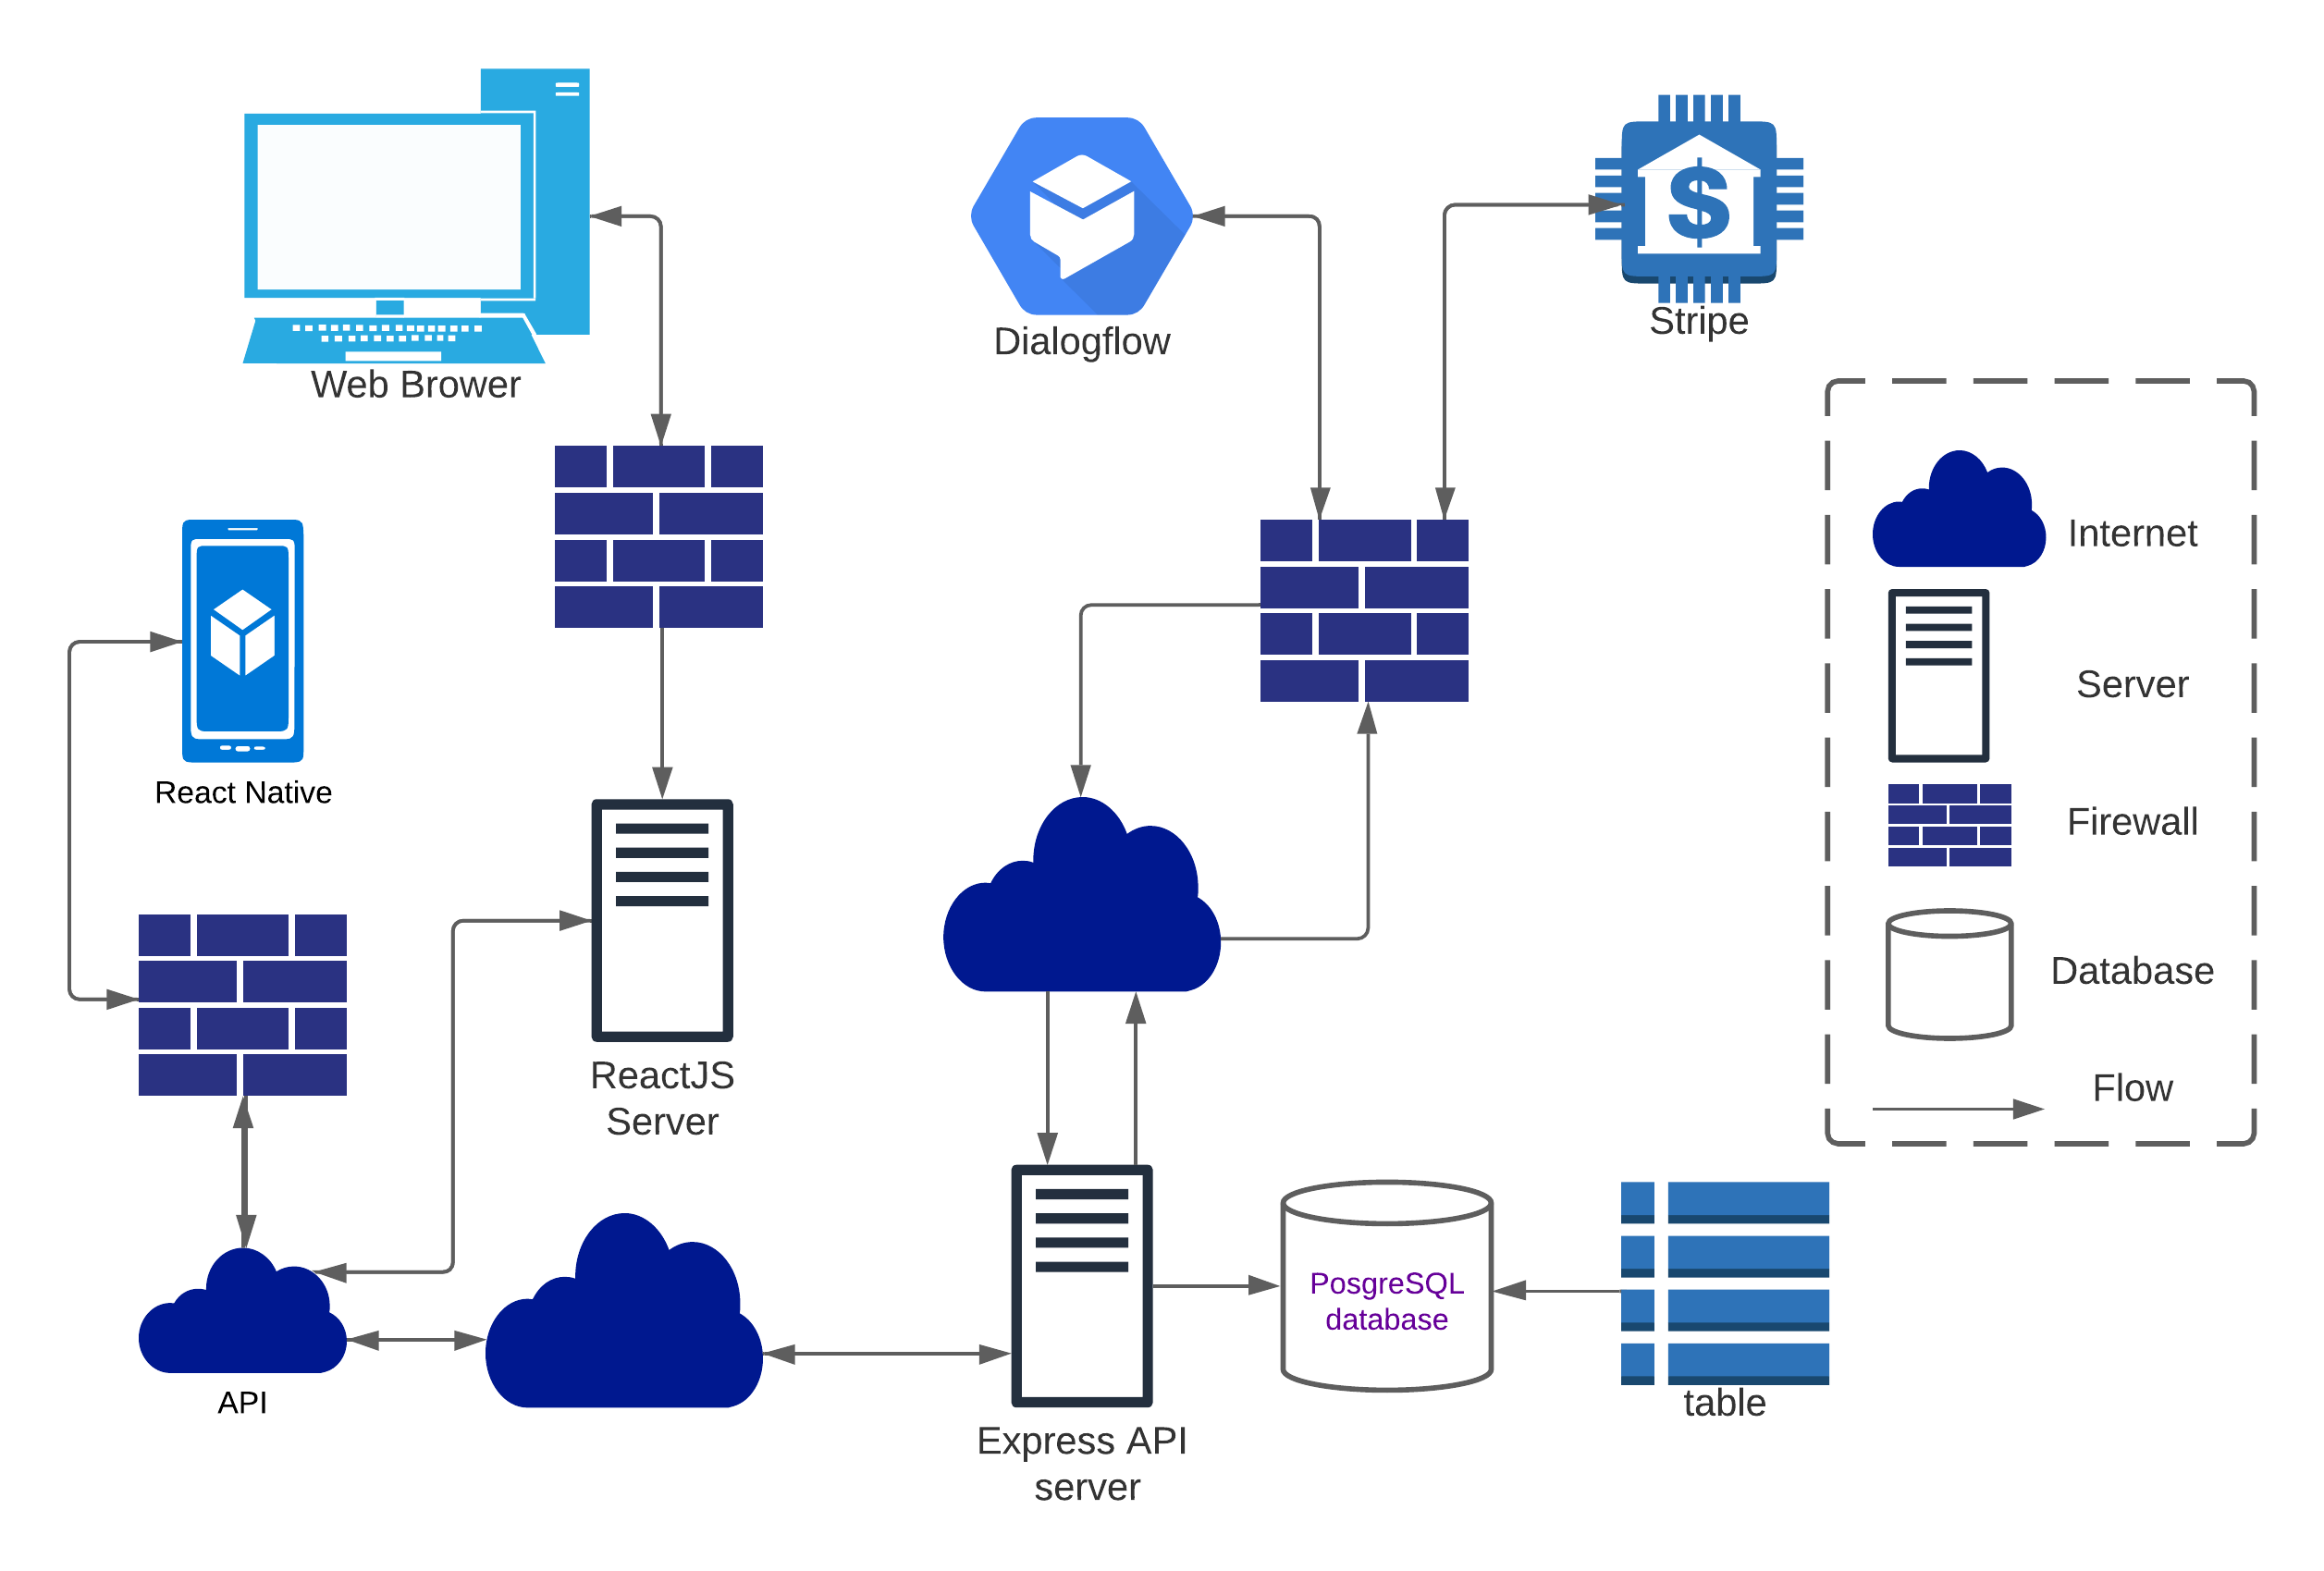 Web Brower
Dialogflow
Stripe
Internet
Server
Firewall
Database
Flow
React Native
ReactJS
Server
API
Express API
server
PosgreSQL
database
table